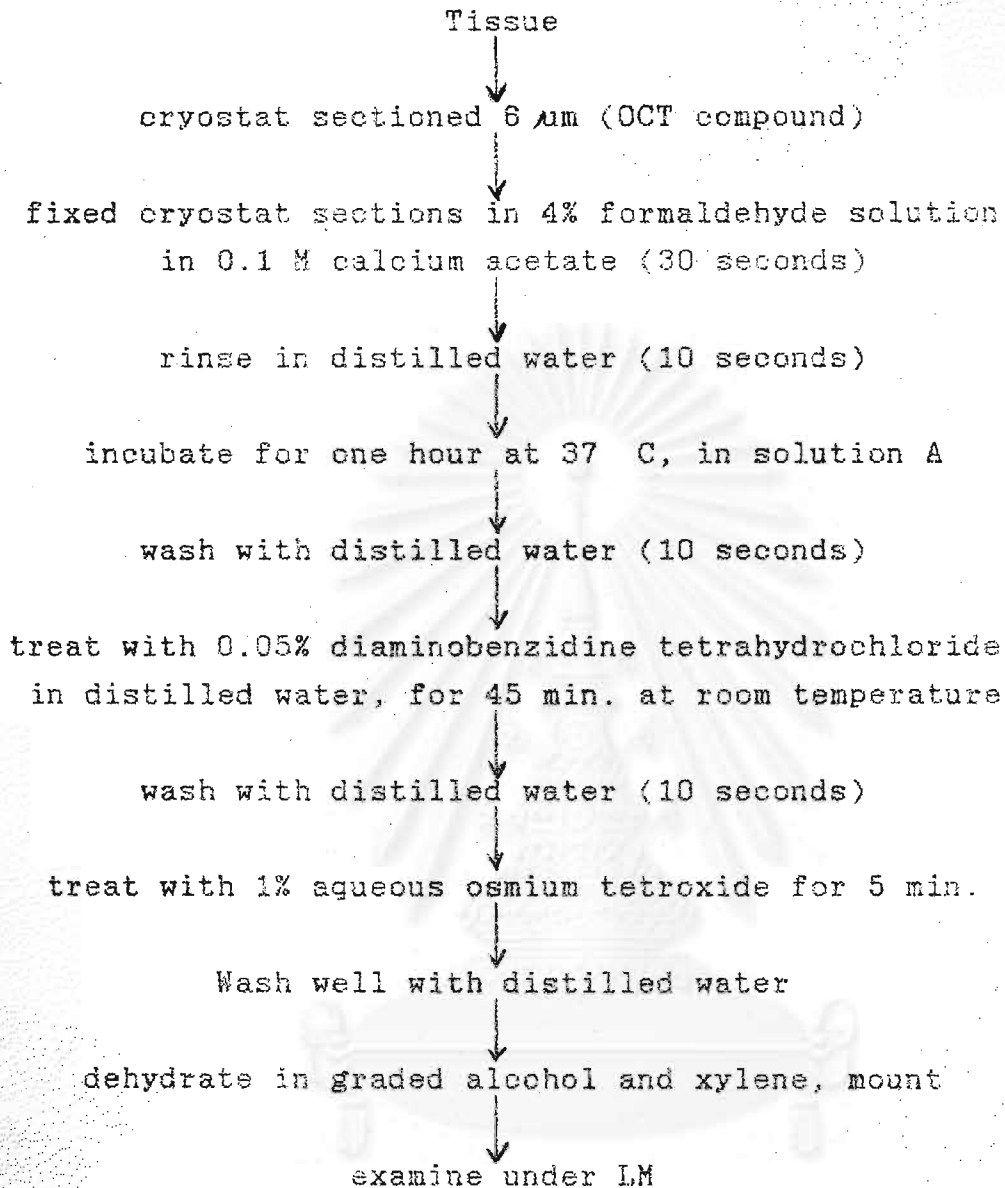 Tissue
cryostat sectioned 6 µm (OCT compound)
fixed cryostat sections in 4% formaldehyde solution
in 0.1 M calcium acetate (30 seconds)
rinse in distilled water (10 seconds)
incubate for one hour at 37 C, in solution A
wash with distilled water (10 seconds)
treat with 0.05% diaminobenzidine tetrahydrochloride
in distilled water, for 45 min. at room temperature
wash with distilled water (10 seconds)
treat with 1% aqueous osmium tetroxide for 5 min.
Wash well with distilled water
dehydrate in graded alcohol and xylene, mount
examine under LM